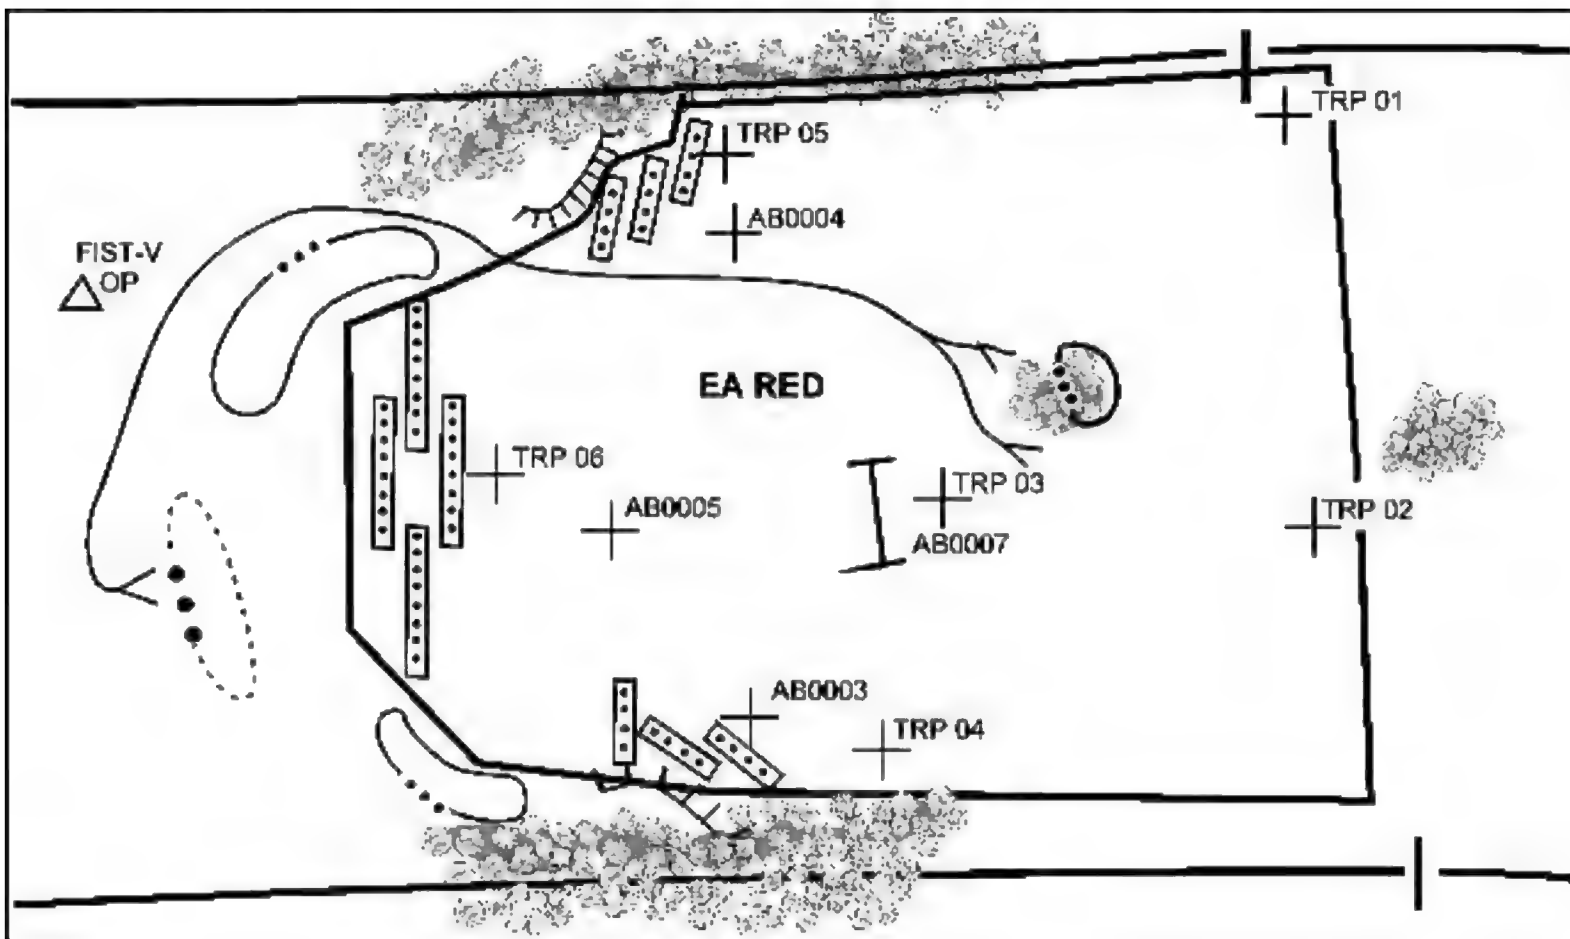 TRP 01
TRP 05
AB0004
FIST-V
OP
EA RED
TRP 06
TRP 03
AB0005
TRP 02
AB0007
AB0003
TRP 04